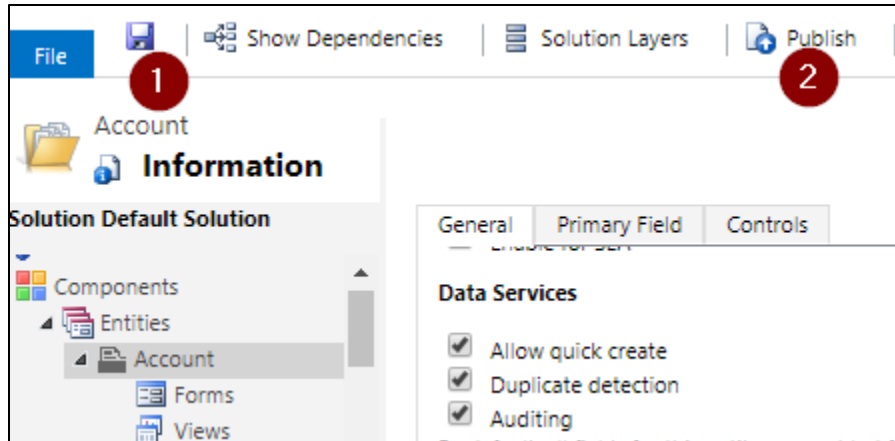 File
Show Dependencies
Solution Layers
Publish
1
2
Account
Information
Solution Default Solution
General
Primary Field
Controls
Components
Data Services
Entities
Allow quick create
Account
Duplicate detection
Forms
Auditing
Views